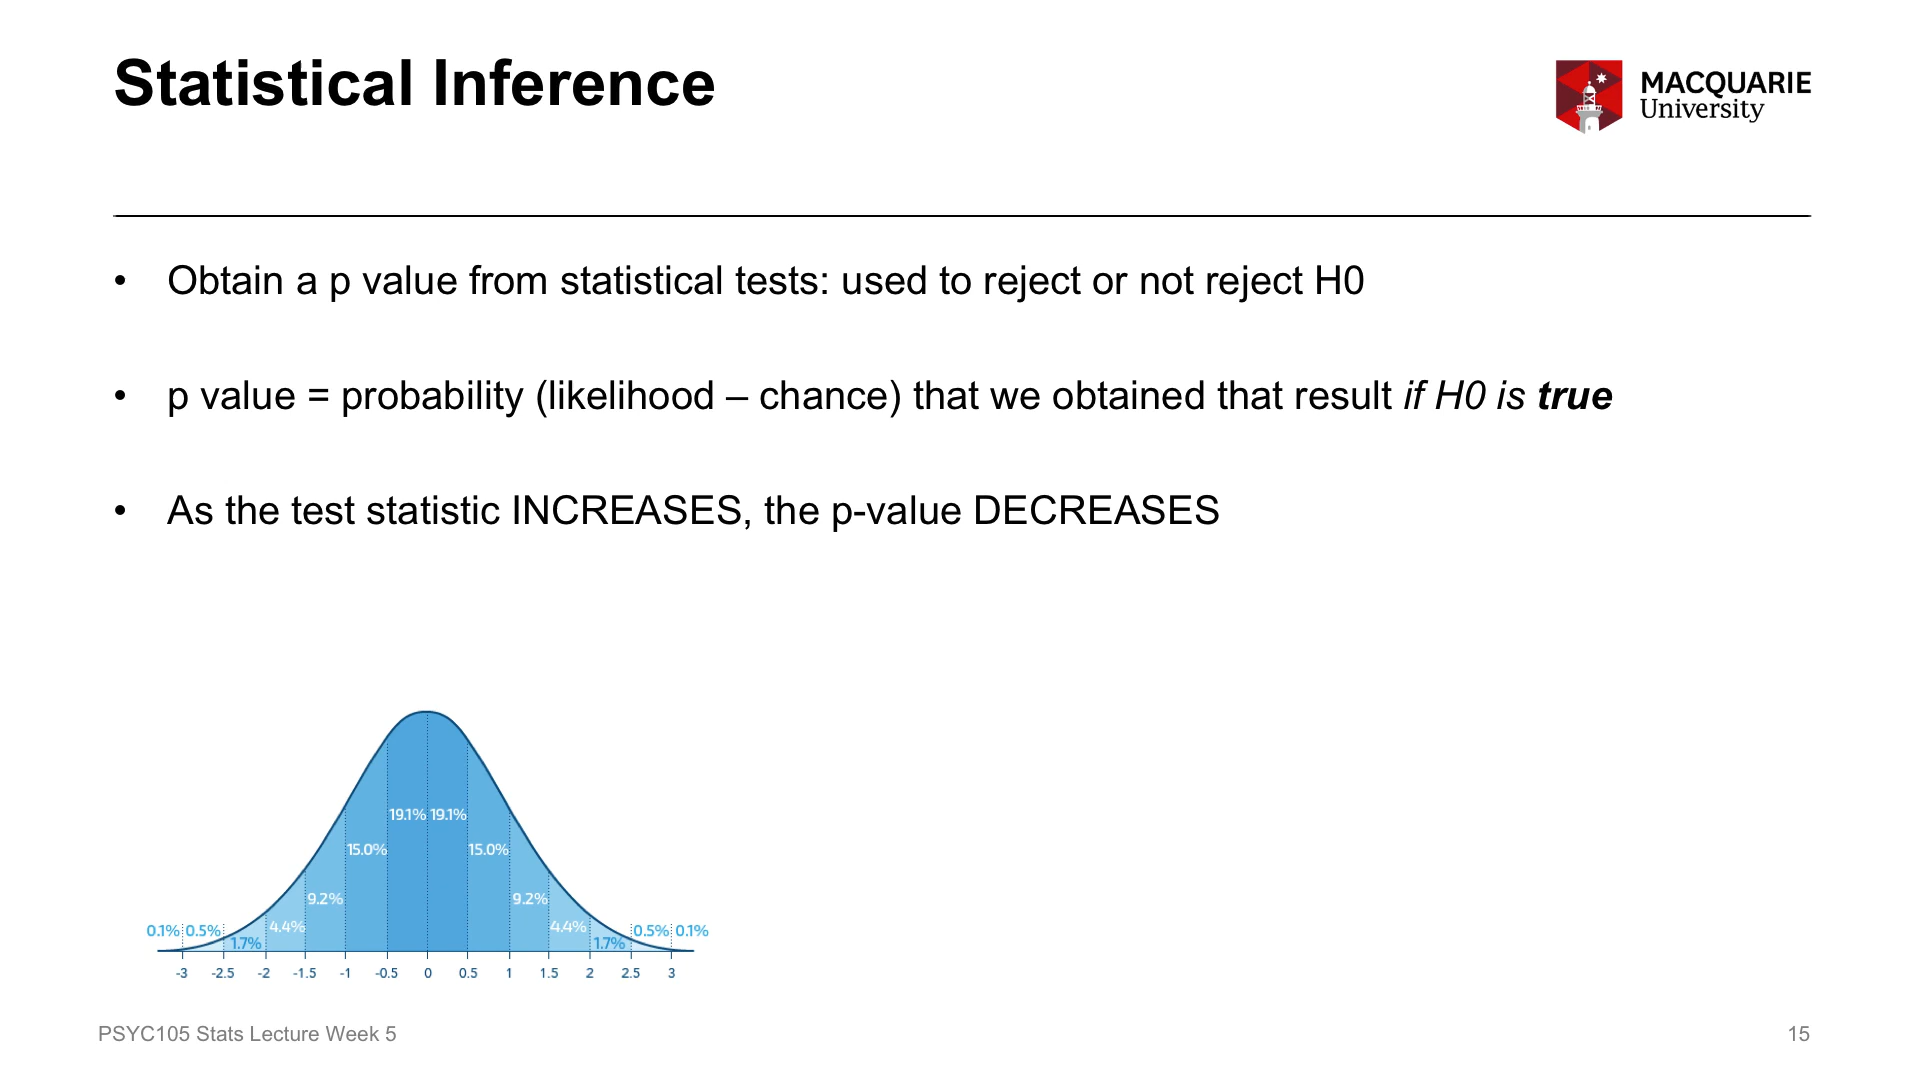 Statistical Inference
MACQUARIE
University
• Obtain a p value from statistical tests: used to reject or not reject H0
• p value = probability (likelihood – chance) that we obtained that result if H0 is true
• As the test statistic INCREASES, the p-value DECREASES
19.1% 19.1%
15.0% 15.0%
9.2% 9.2%
4.4% 4.4%
0.1% 0.5% 0.5% 0.1%
1.7% 1.7%
-3 -2.5 -2 -1.5 -1 -0.5 0 0.5 1 1.5 2 2.5 3
PSYC105 Stats Lecture Week 5 15